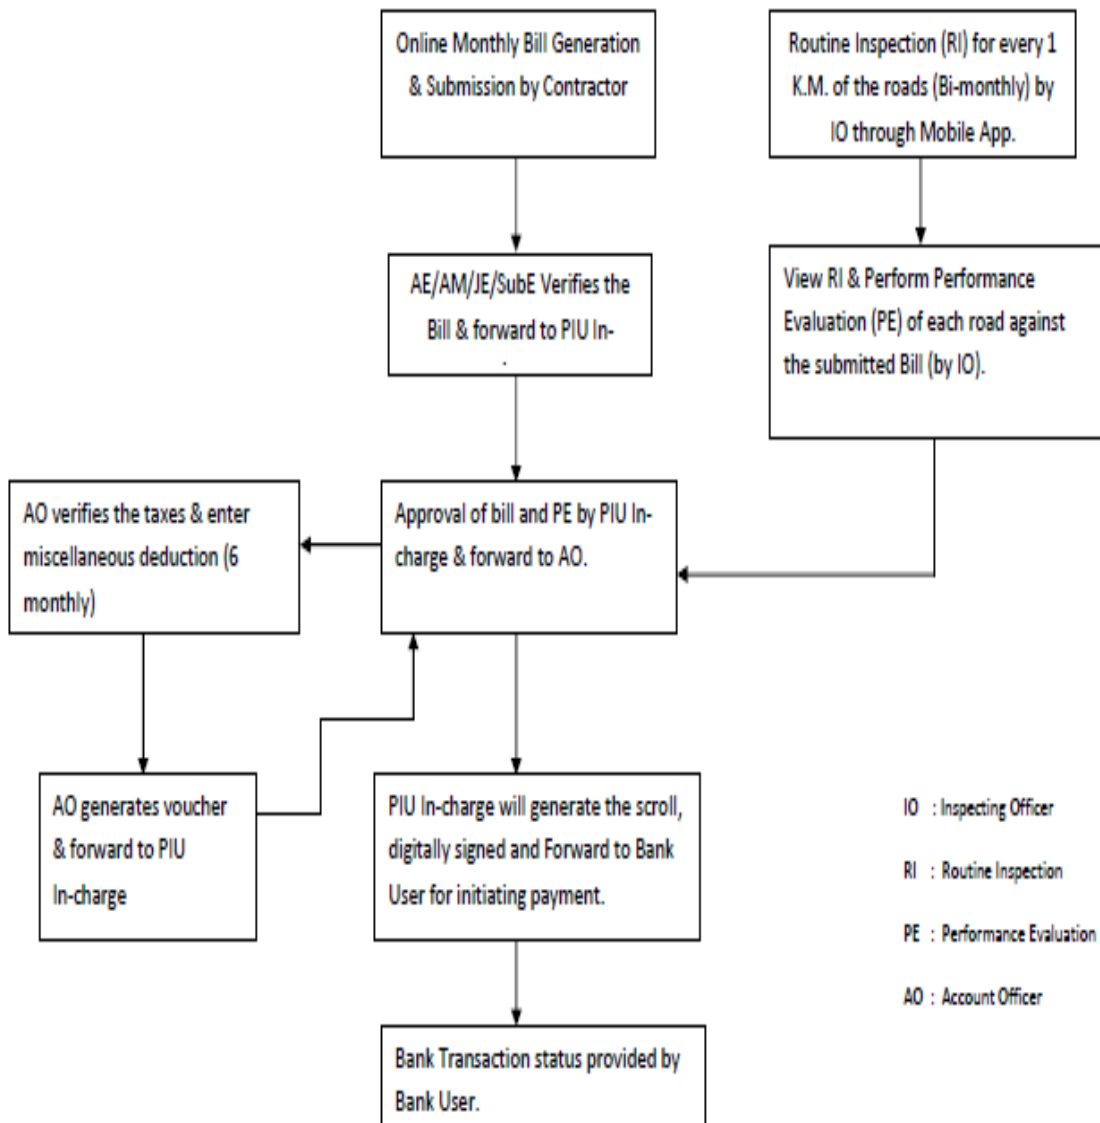 Online Monthly Bill Generation
& Submission by Contractor
Routine Inspection (RI) for every 1
K.M. of the roads (Bi-monthly) by
IO through Mobile App.
AE/AM/JE/SubE Verifies the
Bill & forward to PIU In-
.
View RI & Perform Performance
Evaluation (PE) of each road against
the submitted Bill (by IO).
AO verifies the taxes & enter
miscellaneous deduction (6
monthly)
Approval of bill and PE by PIU In-
charge & forward to AO.
AO generates voucher
& forward to PIU
In-charge
PIU In-charge will generate the scroll,
digitally signed and Forward to Bank
User for initiating payment.
IO : Inspecting Officer
RI : Routine Inspection
PE : Performance Evaluation
AO : Account Officer
Bank Transaction status provided by
Bank User.